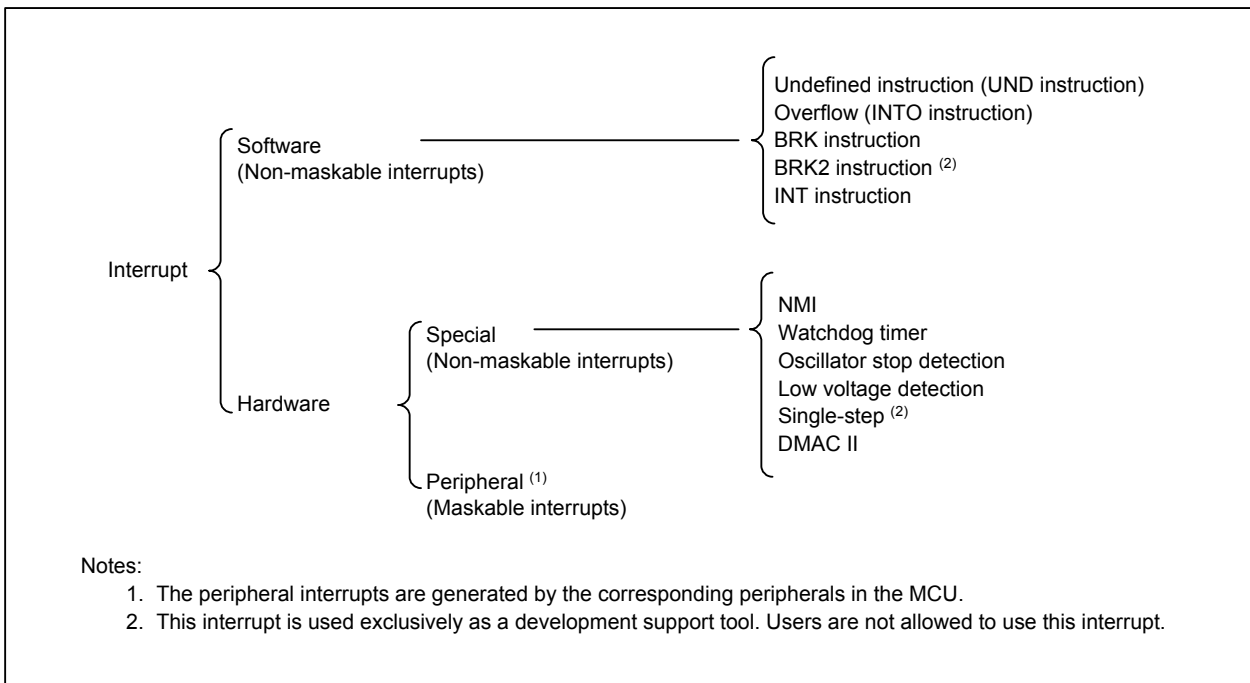 Undefined instruction (UND instruction)
Overflow (INTO instruction)
BRK instruction
BRK2 instruction (2)
INT instruction
Software
(Non-maskable interrupts)
Interrupt
NMI
Watchdog timer
Oscillator stop detection
Low voltage detection
Single-step (2)
DMAC II
Special
(Non-maskable interrupts)
Hardware
Peripheral (1)
(Maskable interrupts)
Notes:
1. The peripheral interrupts are generated by the corresponding peripherals in the MCU.
2. This interrupt is used exclusively as a development support tool. Users are not allowed to use this interrupt.